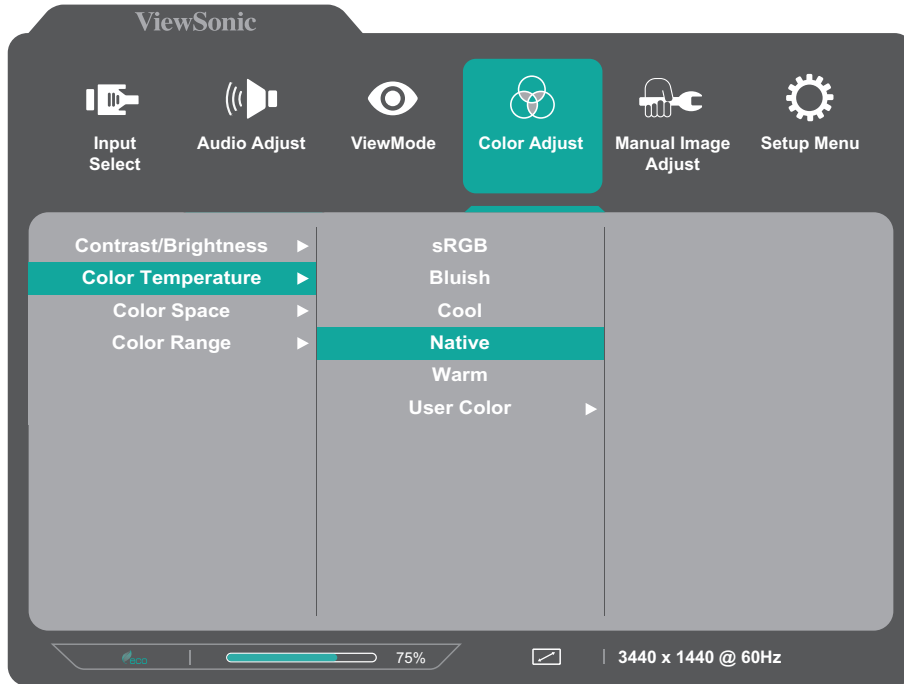 ViewSonic
Input Select
Audio Adjust
ViewMode
Color Adjust
Manual Image Adjust
Setup Menu
Contrast/Brightness
Color Temperature
Color Space
Color Range
sRGB
Bluish
Cool
Native
Warm
User Color
eco
75%
3440 x 1440 @ 60Hz